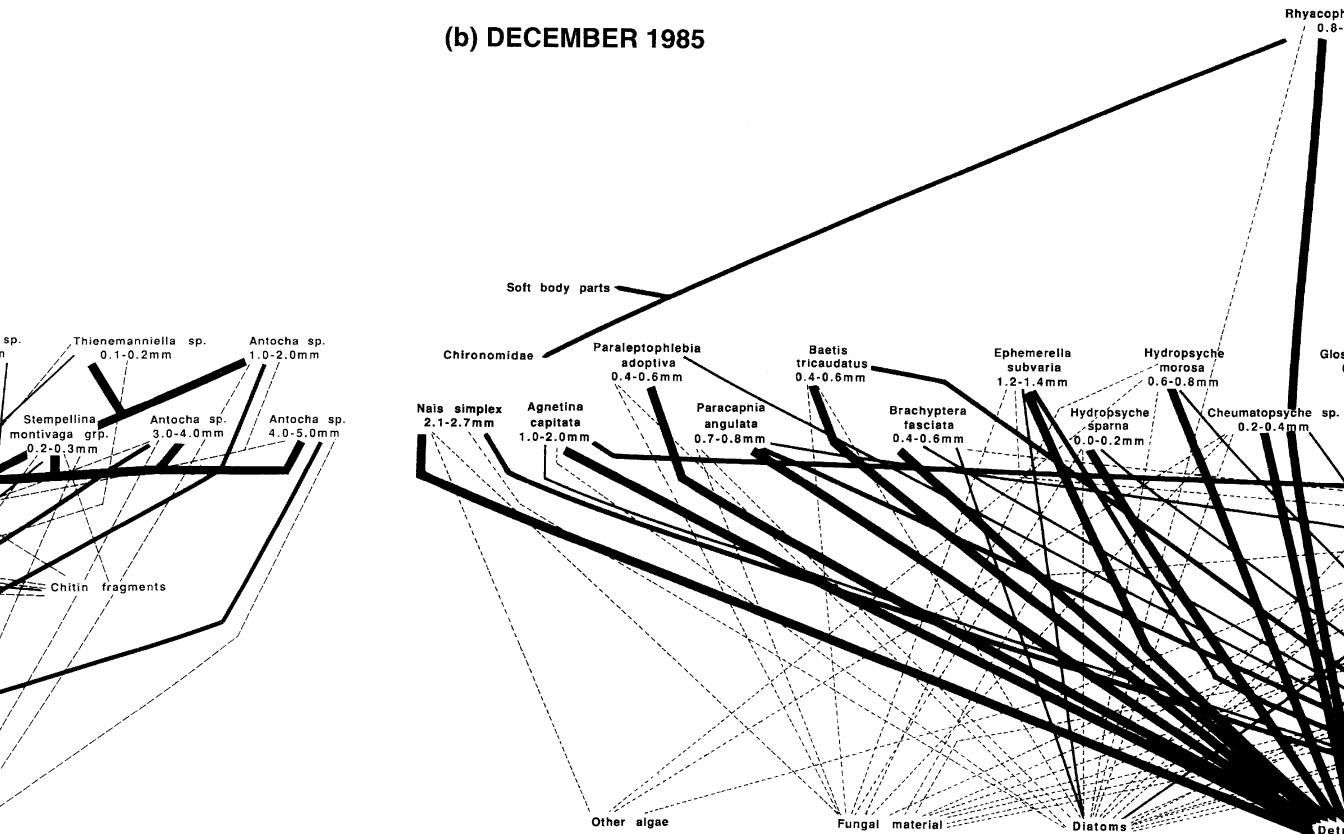 (b) DECEMBER 1985
0.8-
Soft body parts
sp.
Thienemanniella sp.
0.1-0.2mm
Antocha sp.
1.0-2.0mm
Stempellina
montivaga grp.
0.2-0.3mm
Antocha sp.
3.0-4.0mm
Antocha sp.
4.0-5.0mm
Chitin fragments
Chironomidae
Paraleptophlebia
adoptiva
0.4-0.6mm
Baetis
tricaudatus
0.4-0.6mm
Ephemerella
subvaria
1.2-1.4mm
Hydropsyche
morosa
0.6-0.8mm
Nais simplex
2.1-2.7mm
Agnetina
capitata
1.0-2.0mm
Paracapnia
angulata
0.7-0.8mm
Brachyptera
fasciata
0.4-0.6mm
Hydropsyche
sparna
0.0-0.2mm
Cheumatopsyche sp.
0.2-0.4mm
Other algae
Fungal material
Diatoms